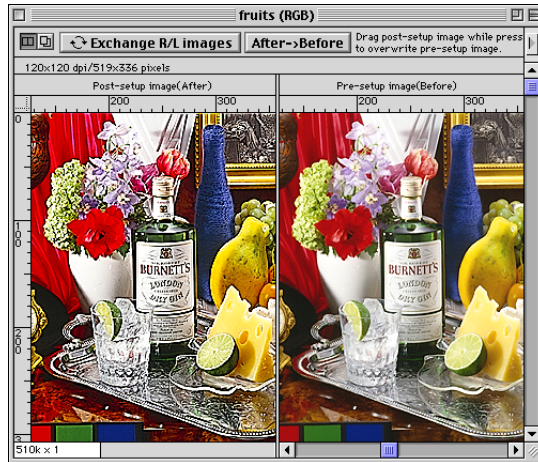 fruits (RGB)
Exchange R/L images
After->Before
Drag post-setup image while press
to overwrite pre-setup image.
120x120 dpi/519x336 pixels
Post-setup image(After)
Pre-setup image(Before)
200 300
200 300
0
100
200
3
BURNETT'S
LONDON
DRY GIN
BURNETT'S
LONDON
DRY GIN
510k x 1